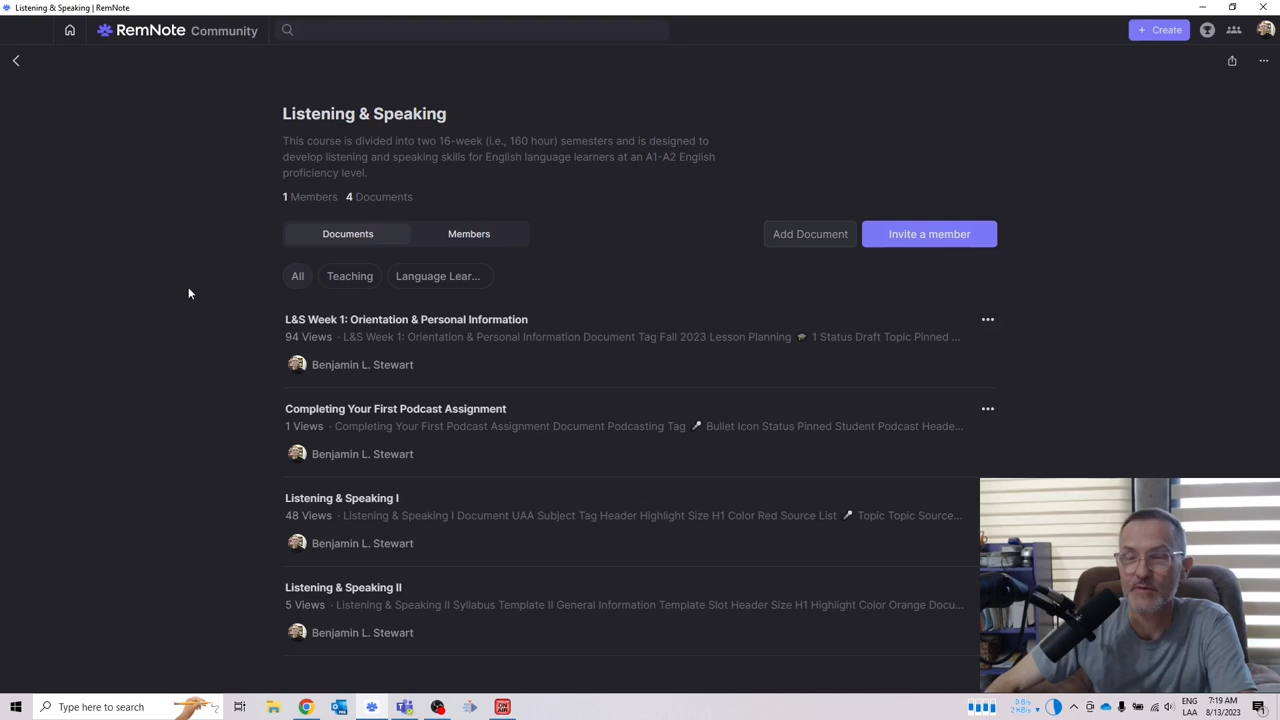 Listening & Speaking | RemNote
RemNote Community
+ Create
Listening & Speaking
This course is divided into two 16-week (i.e., 160 hour) semesters and is designed to
develop listening and speaking skills for English language learners at an A1-A2 English
proficiency level.
1 Members 4 Documents
Documents Members
Add Document Invite a member
All Teaching Language Lear...
L&S Week 1: Orientation & Personal Information
94 Views · L&S Week 1: Orientation & Personal Information Document Tag Fall 2023 Lesson Planning 1 Status Draft Topic Pinned ...
Benjamin L. Stewart
Completing Your First Podcast Assignment
1 Views · Completing Your First Podcast Assignment Document Podcasting Tag Bullet Icon Status Pinned Student Podcast Heade...
Benjamin L. Stewart
Listening & Speaking I
48 Views · Listening & Speaking I Document UAA Subject Tag Header Highlight Size H1 Color Red Source List Topic Topic Source...
Benjamin L. Stewart
Listening & Speaking II
5 Views · Listening & Speaking II Syllabus Template II General Information Template Slot Header Size H1 Highlight Color Orange Docu...
Benjamin L. Stewart
Type here to search
0 B/s
2 KB/s
ENG
LAA
7:19 AM
8/13/2023